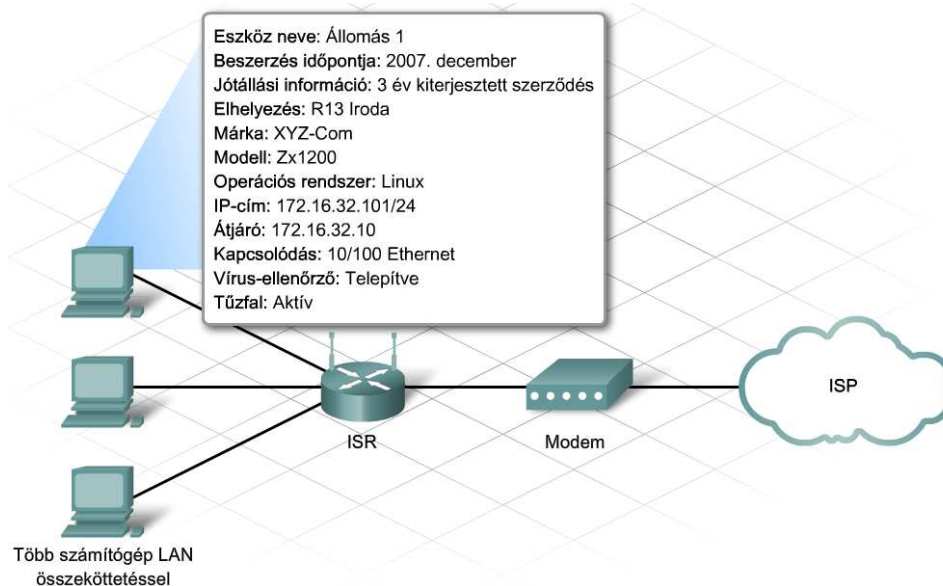 Eszköz neve: Állomás 1
Beszerzés időpontja: 2007. december
Jótállási információ: 3 év kiterjesztett szerződés
Elhelyezés: R13 Iroda
Márka: XYZ-Com
Modell: Zx1200
Operációs rendszer: Linux
IP-cím: 172.16.32.101/24
Átjáró: 172.16.32.10
Kapcsolódás: 10/100 Ethernet
Vírus-ellenőrző: Telepítve
Tűzfal: Aktív
ISR
Modem
ISP
Több számítógép LAN
összeköttetéssel